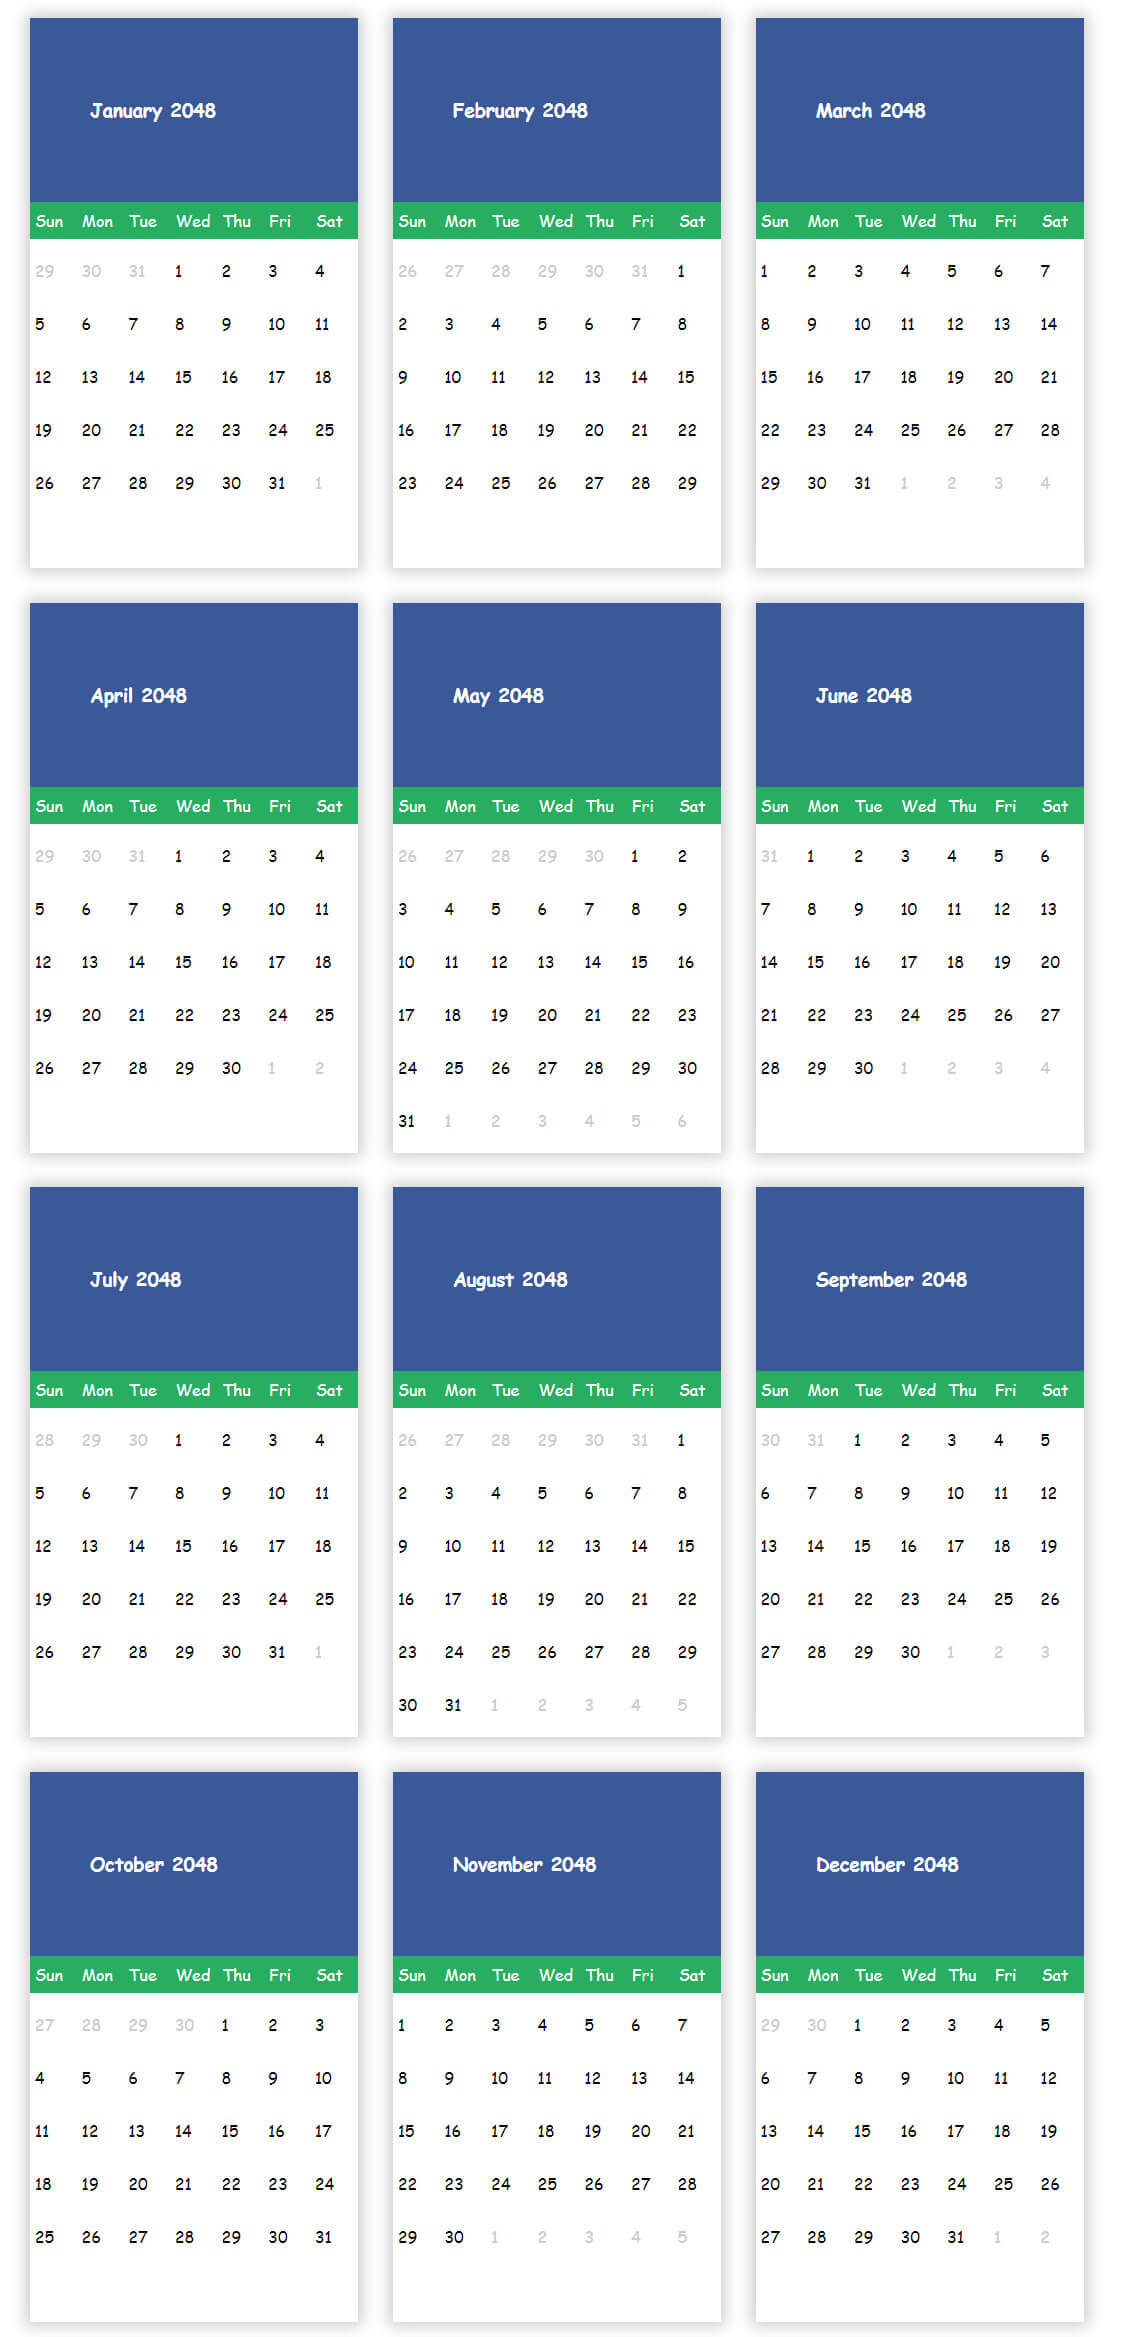 January 2048
Sun Mon Tue Wed Thu Fri Sat
29 30 31 1 2 3 4
5 6 7 8 9 10 11
12 13 14 15 16 17 18
19 20 21 22 23 24 25
26 27 28 29 30 31 1
February 2048
Sun Mon Tue Wed Thu Fri Sat
26 27 28 29 30 31 1
2 3 4 5 6 7 8
9 10 11 12 13 14 15
16 17 18 19 20 21 22
23 24 25 26 27 28 29
March 2048
Sun Mon Tue Wed Thu Fri Sat
1 2 3 4 5 6 7
8 9 10 11 12 13 14
15 16 17 18 19 20 21
22 23 24 25 26 27 28
29 30 31 1 2 3 4
April 2048
Sun Mon Tue Wed Thu Fri Sat
29 30 31 1 2 3 4
5 6 7 8 9 10 11
12 13 14 15 16 17 18
19 20 21 22 23 24 25
26 27 28 29 30 1 2
May 2048
Sun Mon Tue Wed Thu Fri Sat
26 27 28 29 30 1 2
3 4 5 6 7 8 9
10 11 12 13 14 15 16
17 18 19 20 21 22 23
24 25 26 27 28 29 30
31 1 2 3 4 5 6
June 2048
Sun Mon Tue Wed Thu Fri Sat
31 1 2 3 4 5 6
7 8 9 10 11 12 13
14 15 16 17 18 19 20
21 22 23 24 25 26 27
28 29 30 1 2 3 4
July 2048
Sun Mon Tue Wed Thu Fri Sat
28 29 30 1 2 3 4
5 6 7 8 9 10 11
12 13 14 15 16 17 18
19 20 21 22 23 24 25
26 27 28 29 30 31 1
August 2048
Sun Mon Tue Wed Thu Fri Sat
26 27 28 29 30 31 1
2 3 4 5 6 7 8
9 10 11 12 13 14 15
16 17 18 19 20 21 22
23 24 25 26 27 28 29
30 31 1 2 3 4 5
September 2048
Sun Mon Tue Wed Thu Fri Sat
30 31 1 2 3 4 5
6 7 8 9 10 11 12
13 14 15 16 17 18 19
20 21 22 23 24 25 26
27 28 29 30 1 2 3
October 2048
Sun Mon Tue Wed Thu Fri Sat
27 28 29 30 1 2 3
4 5 6 7 8 9 10
11 12 13 14 15 16 17
18 19 20 21 22 23 24
25 26 27 28 29 30 31
November 2048
Sun Mon Tue Wed Thu Fri Sat
1 2 3 4 5 6 7
8 9 10 11 12 13 14
15 16 17 18 19 20 21
22 23 24 25 26 27 28
29 30 1 2 3 4 5
December 2048
Sun Mon Tue Wed Thu Fri Sat
29 30 1 2 3 4 5
6 7 8 9 10 11 12
13 14 15 16 17 18 19
20 21 22 23 24 25 26
27 28 29 30 31 1 2